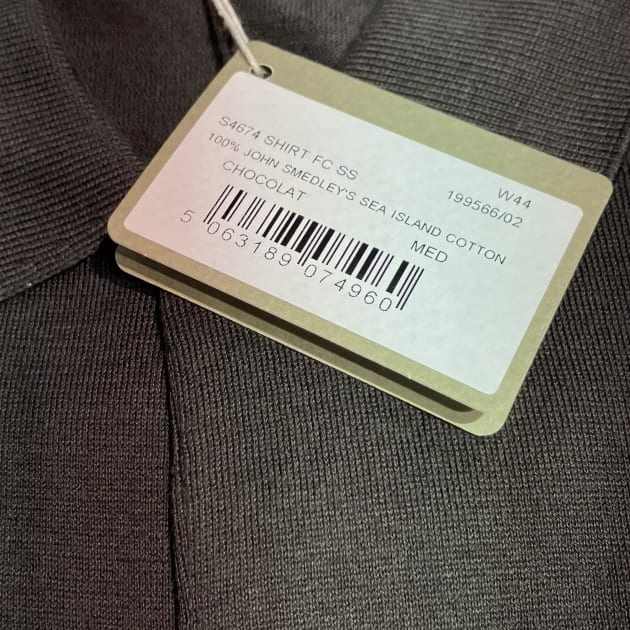 S4674 SHIRT FC SS W44
100% JOHN SMEDLEY'S SEA ISLAND COTTON 199566/02
CHOCOLAT MED
5 063189 074960